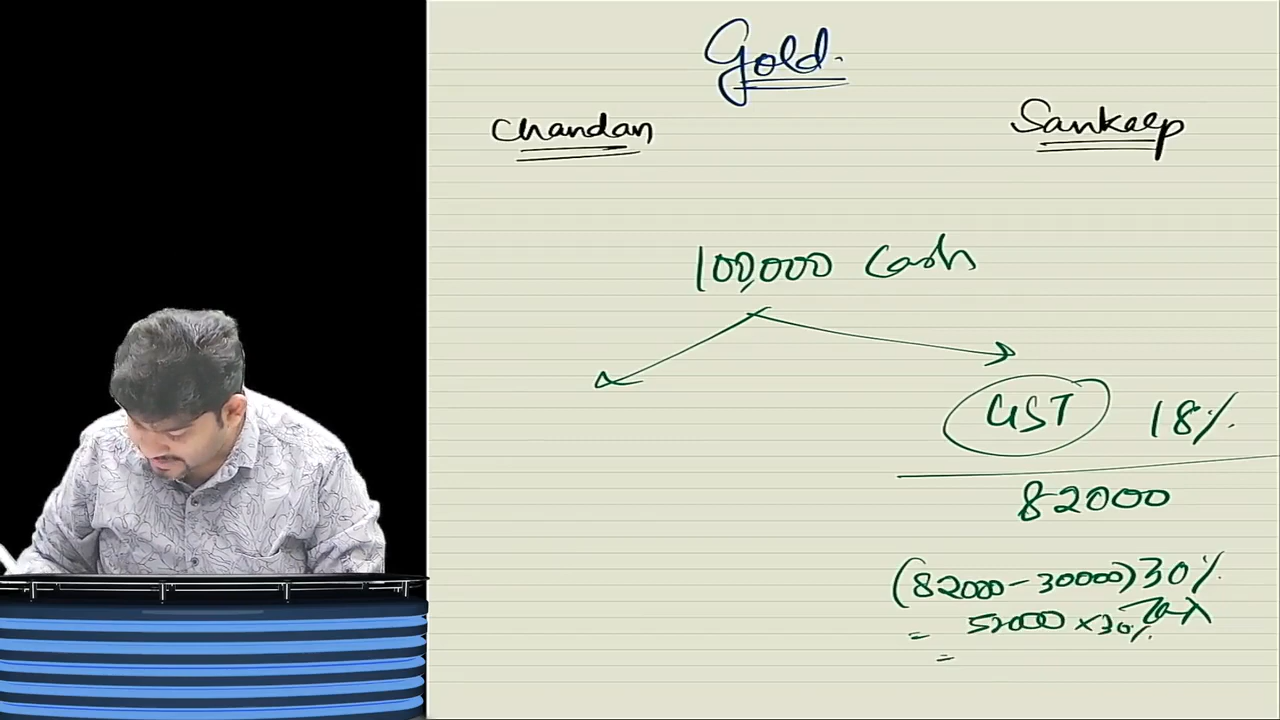 Gold.
Chandan
Sankalp
100,000 Cash
GST 18%.
82000
(82000-30000) 30%.
Tax
= 52000 x 30%.
=